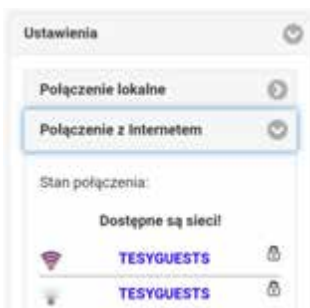 Ustawienia
Połączenie lokalne
Połączenie z Internetem
Stan połączenia:
Dostępne są sieci!
TESYGUESTS
TESYGUESTS